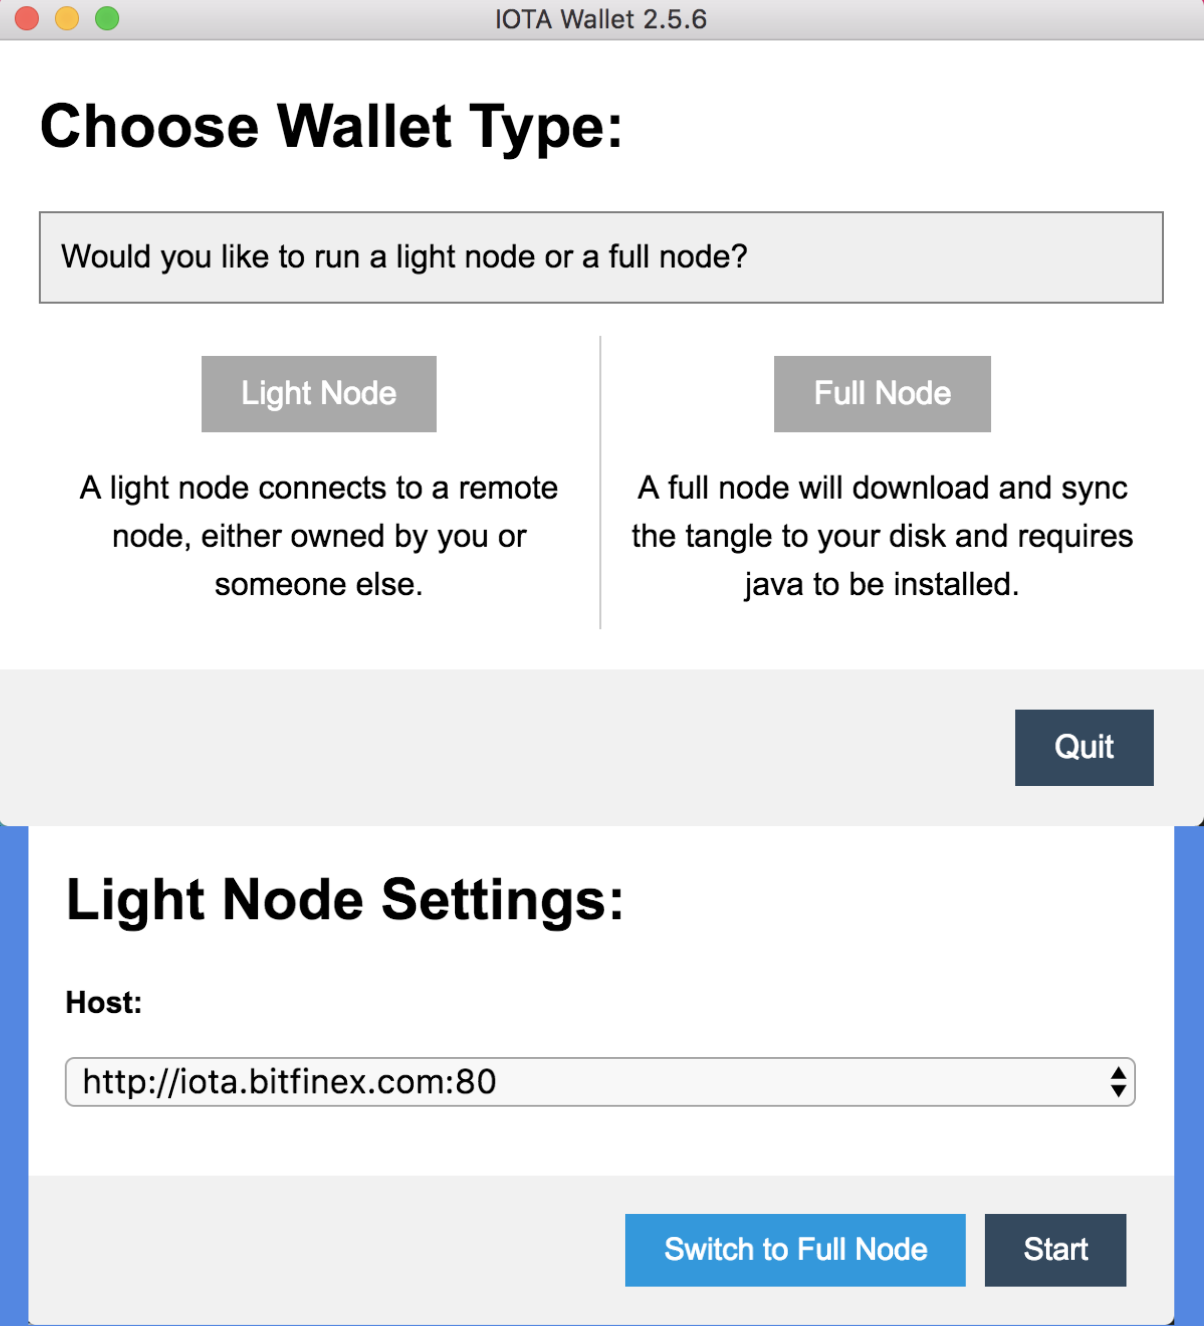 IOTA Wallet 2.5.6
Choose Wallet Type:
Would you like to run a light node or a full node?
Light Node
A light node connects to a remote
node, either owned by you or
someone else.
Full Node
A full node will download and sync
the tangle to your disk and requires
java to be installed.
Quit
Light Node Settings:
Host:
http://iota.bitfinex.com:80
Switch to Full Node
Start